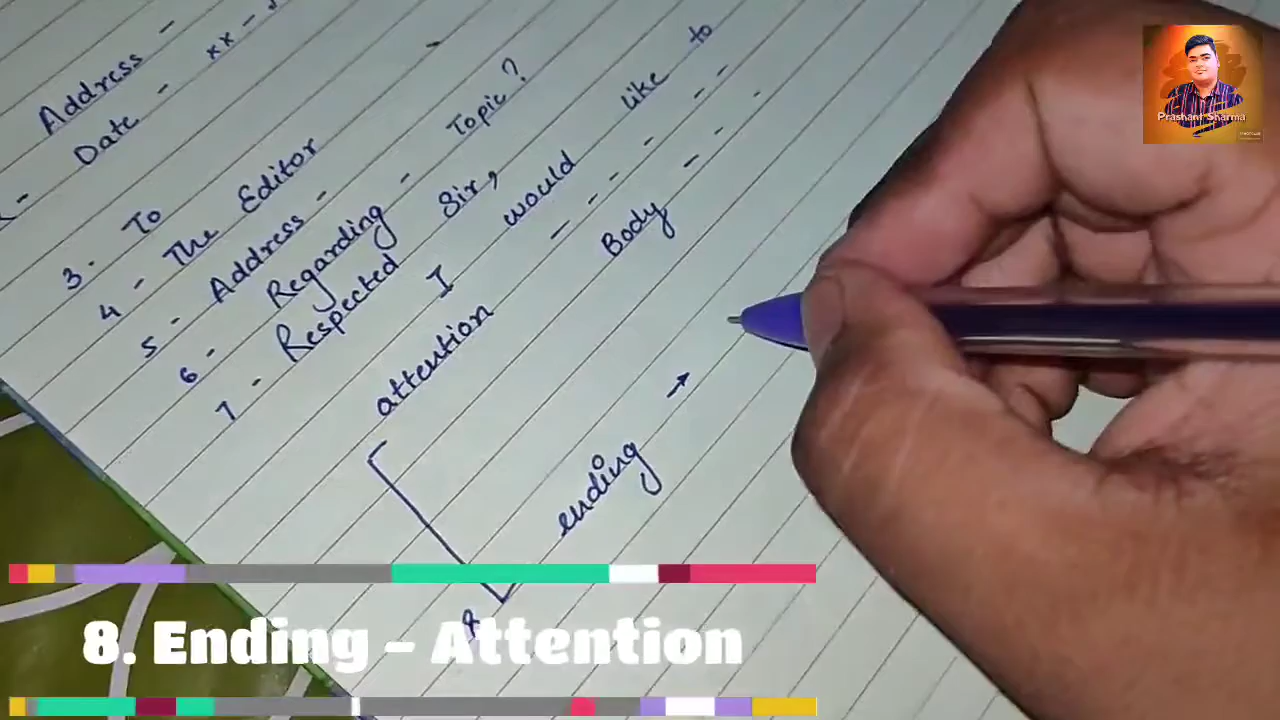 Address -
Date - xx -
3. To
4 - The Editor -
5 - Address -
6 - Regarding - Topic ?
7 - Respected Sir,
I would like to
attention - - - - - -
Body - - -
ending →
8
8. Ending - Attention
Prashant Sharma